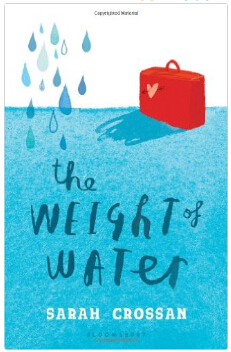 Copyrighted Material
the
WEIGHT of
WATER
SARAH CROSSAN
BLOOMSBURY